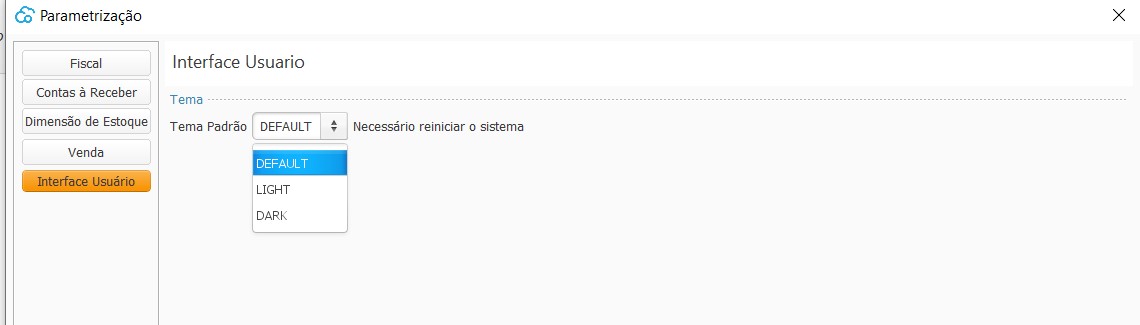 Parametrização
Fiscal
Contas à Receber
Dimensão de Estoque
Venda
Interface Usuário
Interface Usuario
Tema
Tema Padrão DEFAULT Necessário reiniciar o sistema
DEFAULT
LIGHT
DARK